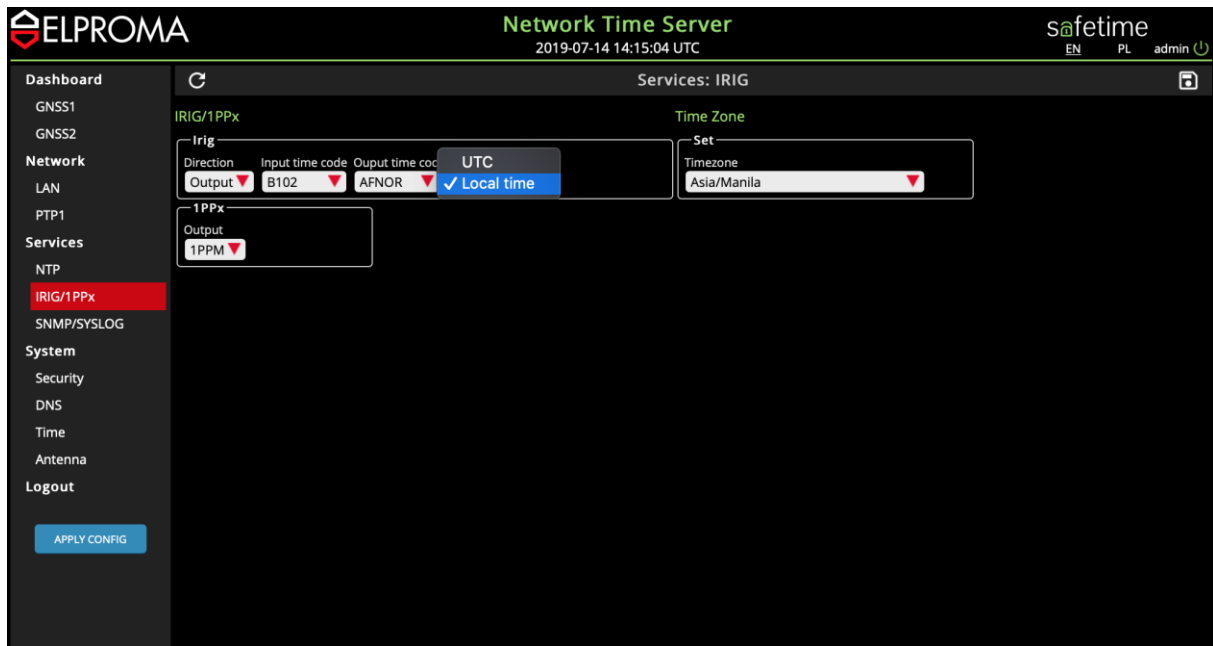 ELPROMA
Network Time Server
2019-07-14 14:15:04 UTC
safetime
EN PL admin
Dashboard
GNSS1
GNSS2
Network
LAN
PTP1
Services
NTP
IRIG/1PPx
SNMP/SYSLOG
System
Security
DNS
Time
Antenna
Logout
APPLY CONFIG
Services: IRIG
IRIG/1PPx
Irig
Direction Input time code Ouput time cod
Output B102 AFNOR
UTC
✓ Local time
1PPx
Output
1PPM
Time Zone
Set
Timezone
Asia/Manila